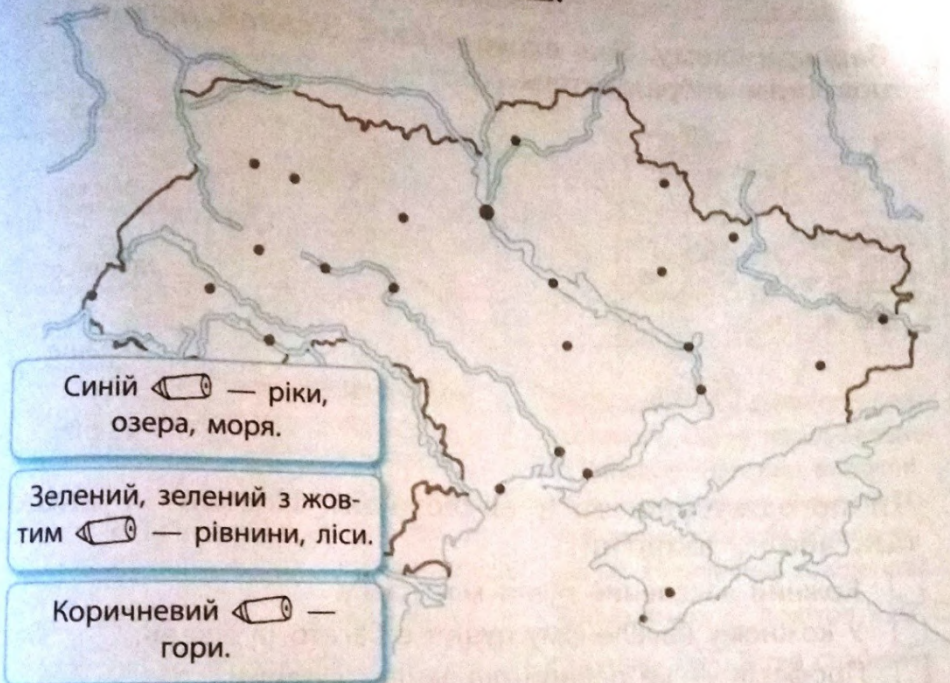 Синій — ріки,
озера, моря.
Зелений, зелений з жов-
тим — рівнини, ліси.
Коричневий —
гори.